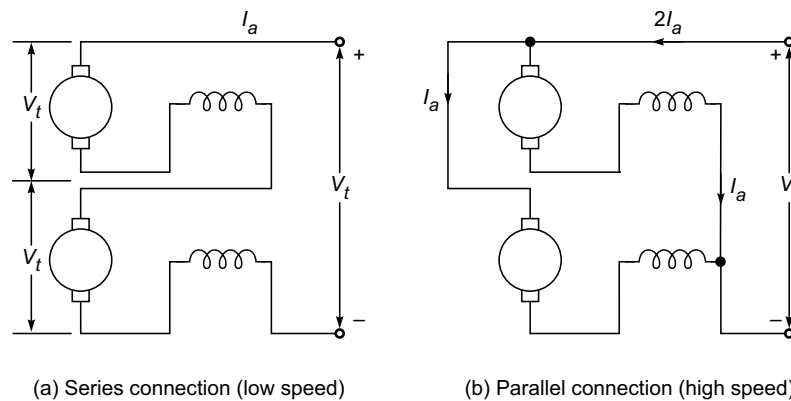 I_a
+
V_t
V_t
V_t
–
2I_a
+
I_a
I_a
V
–
(a) Series connection (low speed)
(b) Parallel connection (high speed)